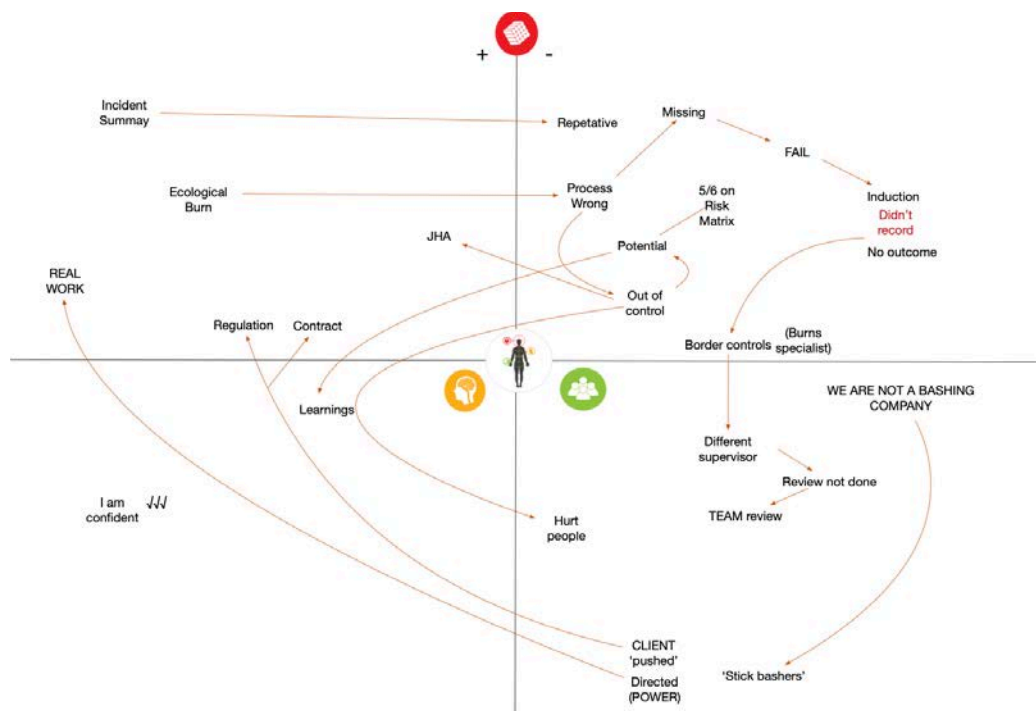 + -
Incident
Summay
Repetative
Missing
FAIL
Ecological
Burn
Process
Wrong
5/6 on
Risk
Matrix
Induction
Didn't
record
No outcome
JHA
Potential
REAL
WORK
Out of
control
Regulation
Contract
Border controls
(Burns
specialist)
Learnings
WE ARE NOT A BASHING
COMPANY
Different
supervisor
Review not done
I am
confident
√√√
TEAM review
Hurt
people
CLIENT
'pushed'
Directed
(POWER)
'Stick bashers'